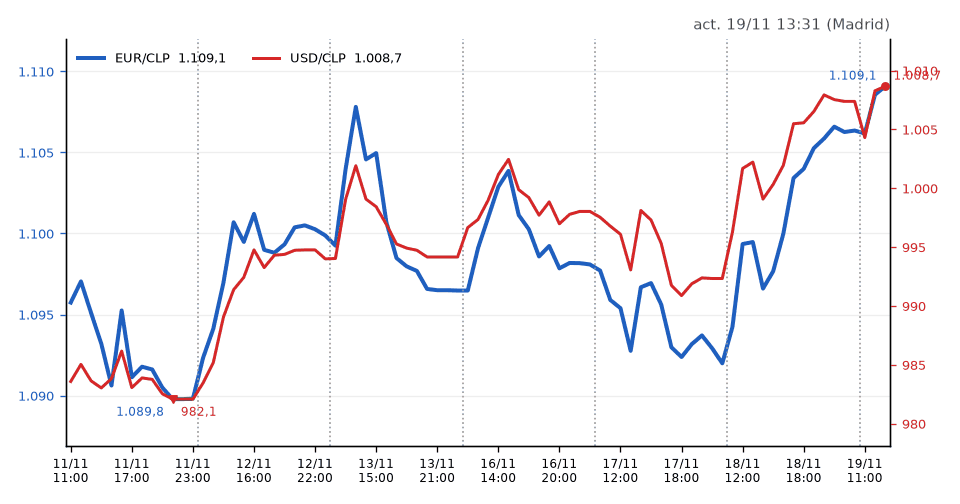 act. 19/11 13:31 (Madrid)
EUR/CLP 1.109,1 USD/CLP 1.008,7
1.110 1.109,1 1.010 1.008,7
1.105 1.005
1.100 1.000
995
1.095 990
985
1.090 1.089,8 982,1
980
11/11 11/11 11/11 12/11 12/11 13/11 13/11 16/11 16/11 17/11 17/11 18/11 18/11 19/11
11:00 17:00 23:00 16:00 22:00 15:00 21:00 14:00 20:00 12:00 18:00 12:00 18:00 11:00